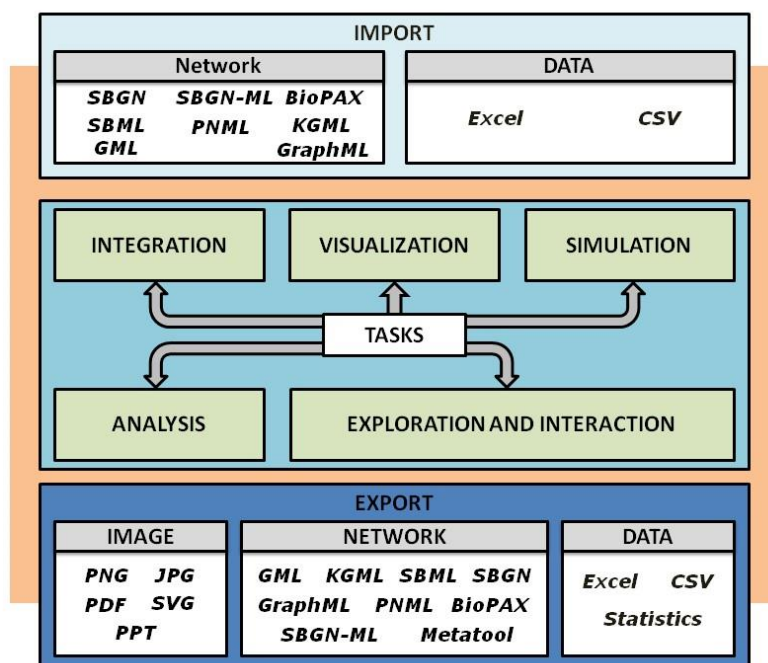 IMPORT
Network
SBGN SBGN-ML BioPAX
SBML PNML KGML
GML GraphML
DATA
Excel CSV
INTEGRATION
VISUALIZATION
SIMULATION
TASKS
ANALYSIS
EXPLORATION AND INTERACTION
EXPORT
IMAGE
PNG JPG
PDF SVG
PPT
NETWORK
GML KGML SBML SBGN
GraphML PNML BioPAX
SBGN-ML Metatool
DATA
Excel CSV
Statistics